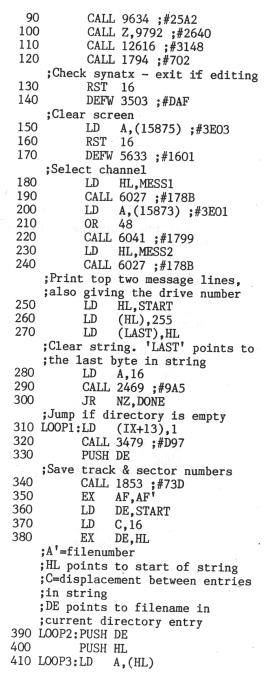 90 CALL 9634 ;#25A2
100 CALL Z,9792 ;#2640
110 CALL 12616 ;#3148
120 CALL 1794 ;#702
;Check synatx - exit if editing
130 RST 16
140 DEFW 3503 ;#DAF
;Clear screen
150 LD A,(15875) ;#3E03
160 RST 16
170 DEFW 5633 ;#1601
;Select channel
180 LD HL,MESS1
190 CALL 6027 ;#178B
200 LD A,(15873) ;#3E01
210 OR 48
220 CALL 6041 ;#1799
230 LD HL,MESS2
240 CALL 6027 ;#178B
;Print top two message lines,
;also giving the drive number
250 LD HL,START
260 LD (HL),255
270 LD (LAST),HL
;Clear string. 'LAST' points to
;the last byte in string
280 LD A,16
290 CALL 2469 ;#9A5
300 JR NZ,DONE
;Jump if directory is empty
310 LOOP1:LD (IX+13),1
320 CALL 3479 ;#D97
330 PUSH DE
;Save track & sector numbers
340 CALL 1853 ;#73D
350 EX AF,AF'
360 LD DE,START
370 LD C,16
380 EX DE,HL
;A'=filenumber
;HL points to start of string
;C=displacement between entries
;in string
;DE points to filename in
;current directory entry
390 LOOP2:PUSH DE
400 PUSH HL
410 LOOP3:LD A,(HL)